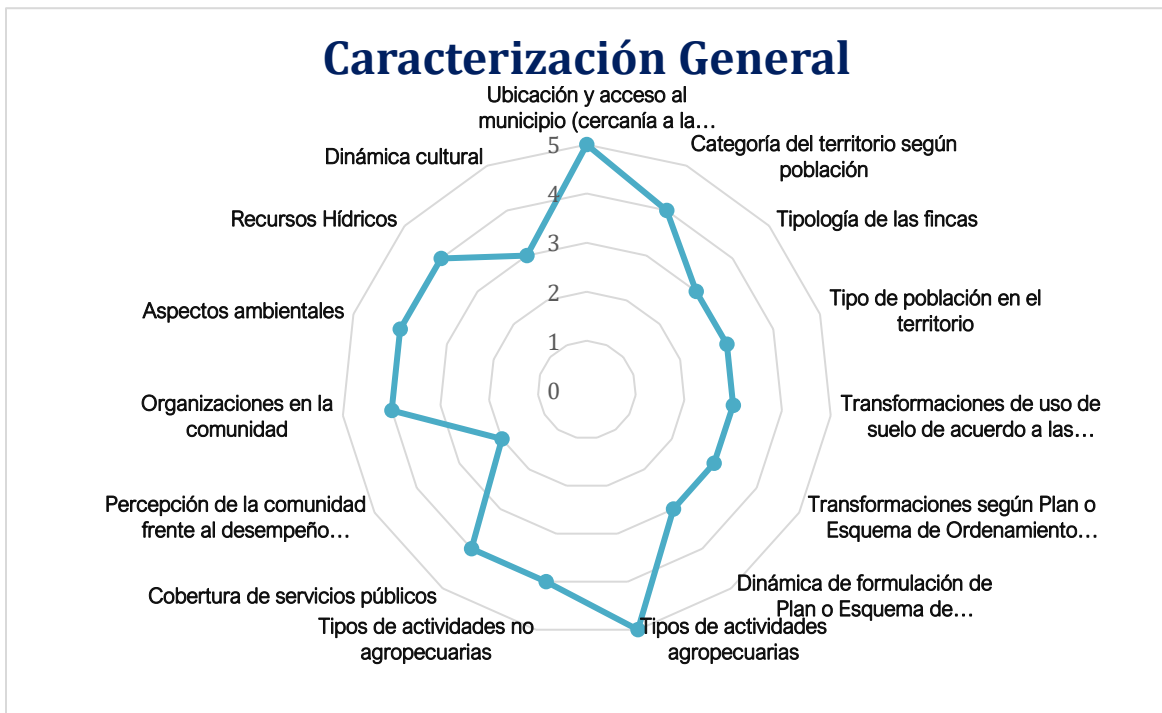 Caracterización General
Ubicación y acceso al
municipio (cercanía a la…
Categoría del territorio según
población
Tipología de las fincas
Tipo de población en el
territorio
Transformaciones de uso de
suelo de acuerdo a las…
Transformaciones según Plan o
Esquema de Ordenamiento…
Dinámica de formulación de
Plan o Esquema de…
Tipos de actividades
agropecuarias
Tipos de actividades no
agropecuarias
Cobertura de servicios públicos
Percepción de la comunidad
frente al desempeño…
Organizaciones en la
comunidad
Aspectos ambientales
Recursos Hídricos
Dinámica cultural
5
4
3
2
1
0